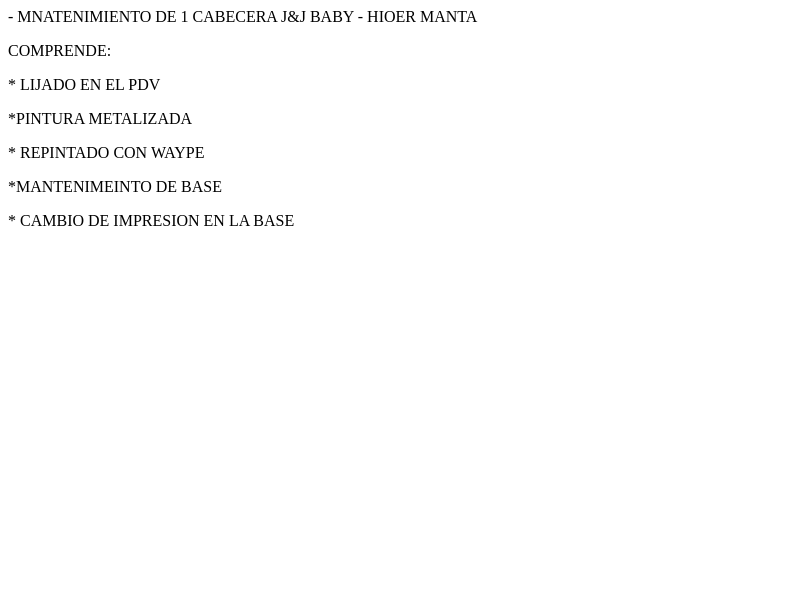 - MNATENIMIENTO DE 1 CABECERA J&J BABY - HIOER MANTA
COMPRENDE:
* LIJADO EN EL PDV
*PINTURA METALIZADA
* REPINTADO CON WAYPE
*MANTENIMEINTO DE BASE
* CAMBIO DE IMPRESION EN LA BASE